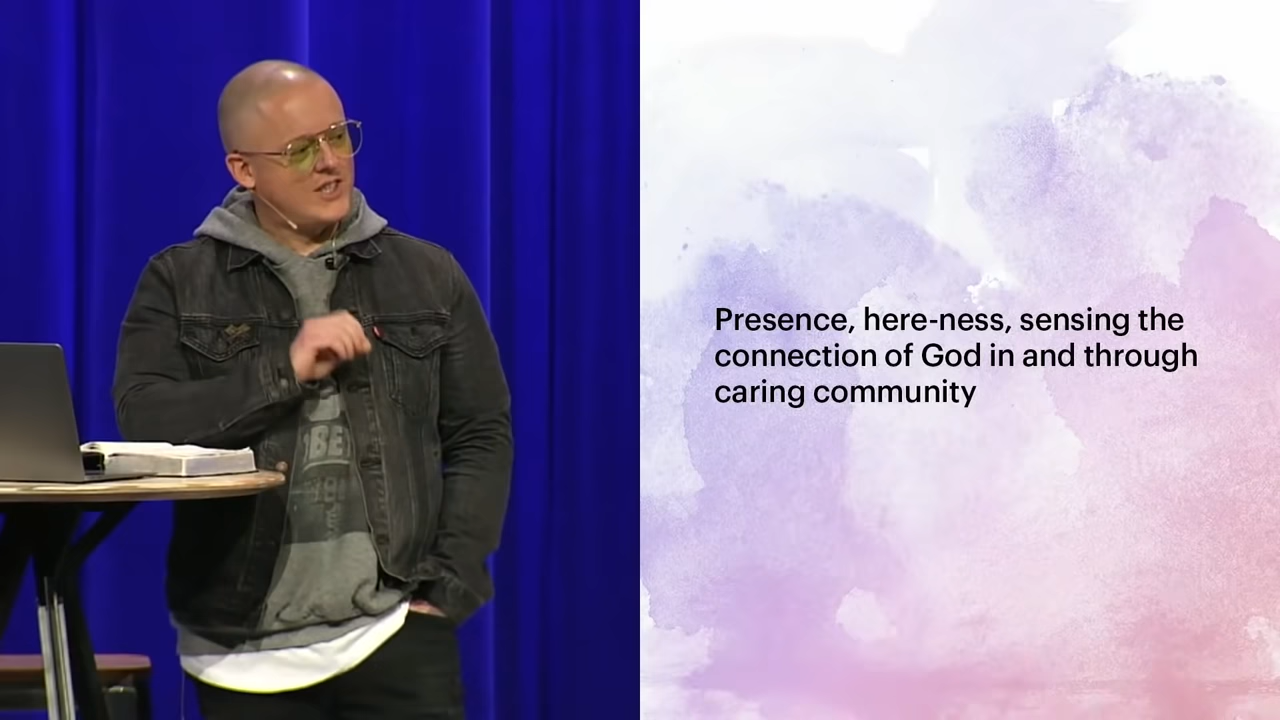 Presence, here-ness, sensing the
connection of God in and through
caring community